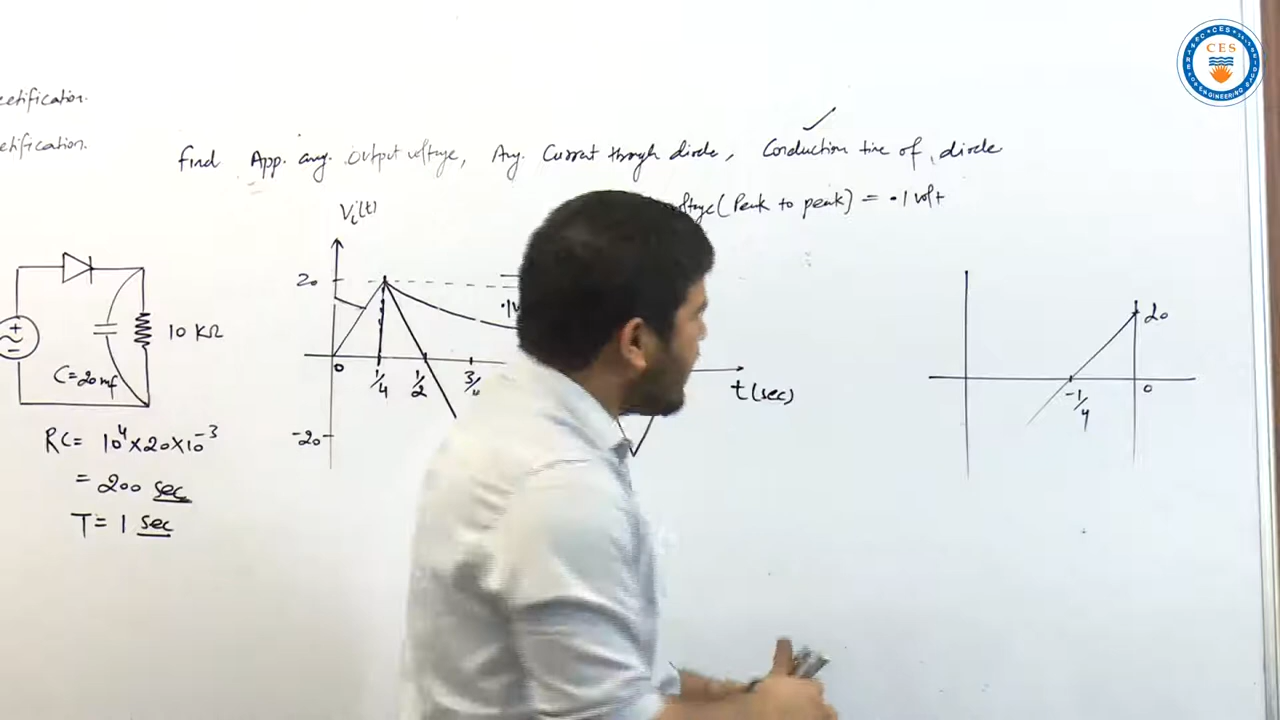 ectification.
ectification.
find App. avg. output voltage, Avg. Current through diode, Conduction time of diode
ltage (Peak to peak) = .1 volt
Vi(t)
20
.1V
0
1/4
1/2
3/4
t(sec)
-20
+
-
10 KΩ
C=20mf
RC= 10⁴×20×10⁻³
= 200 sec
T= 1 sec
20
-1/4
0
CES